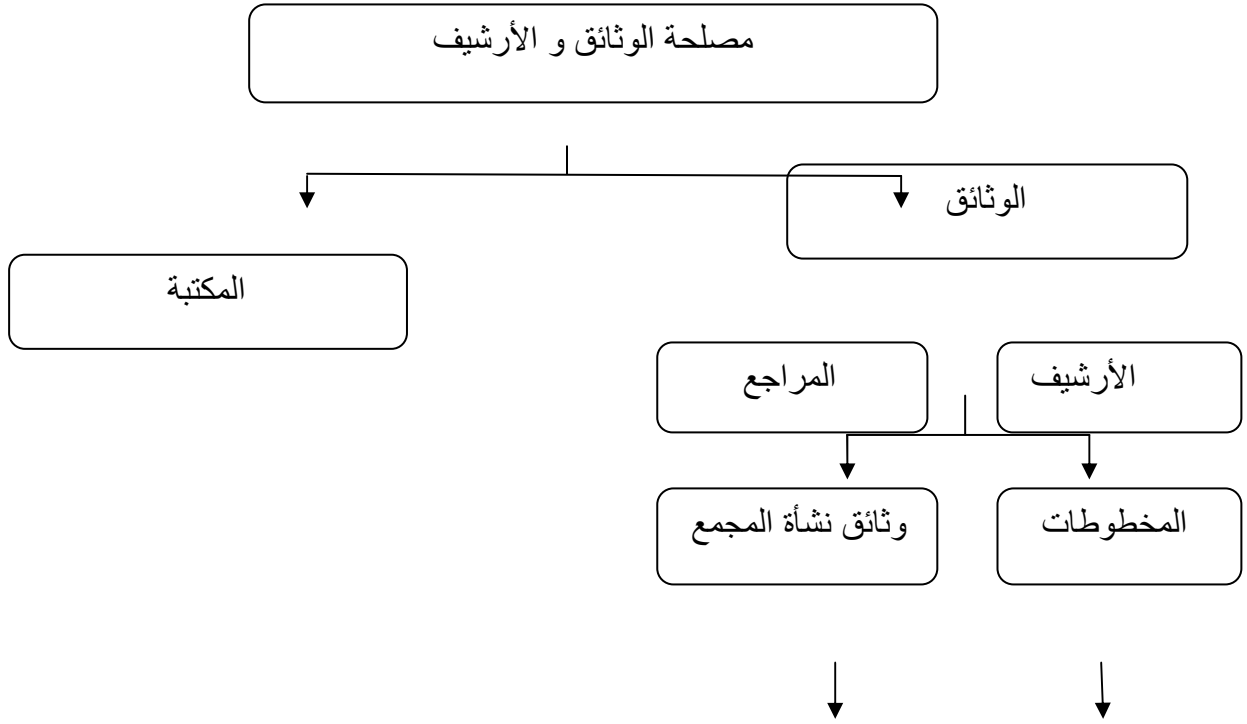 مصلحة الوثائق و الأرشيف
الوثائق
المكتبة
الأرشيف
المراجع
المخطوطات
وثائق نشأة المجمع